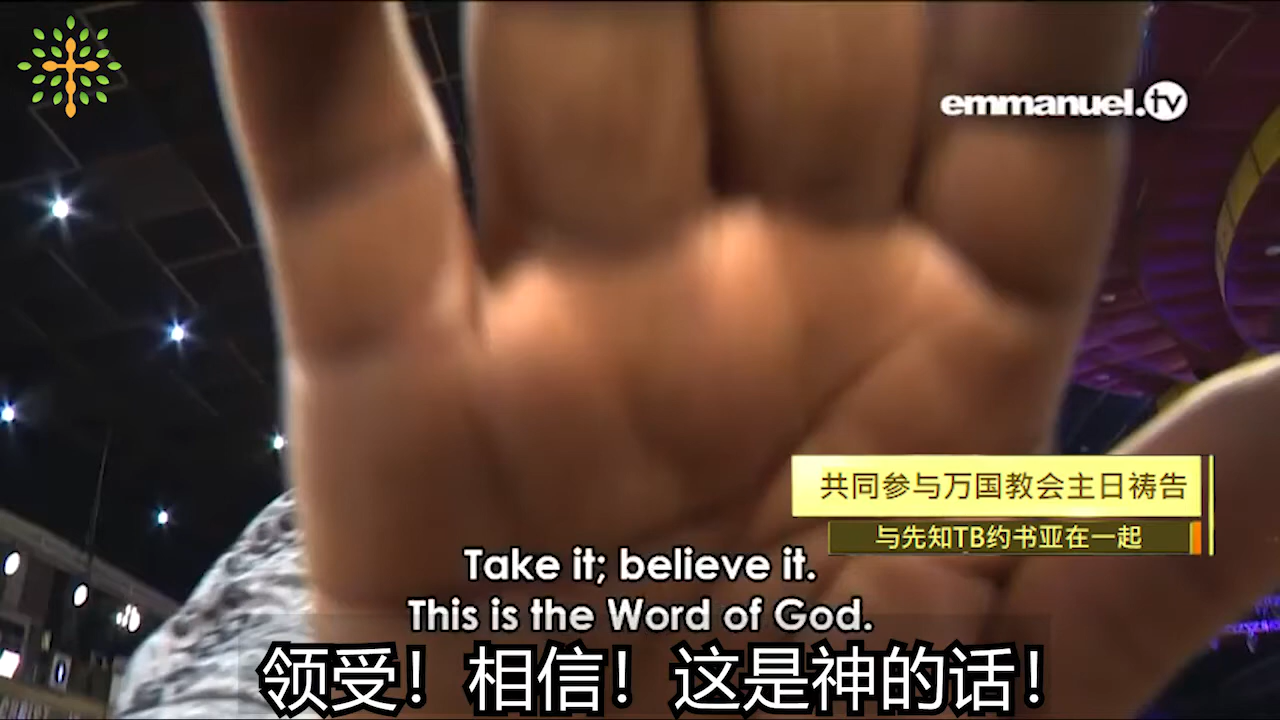 emmanuel.tv
共同参与万国教会主日祷告
与先知TB约书亚在一起
Take it; believe it.
This is the Word of God.
领受！相信！这是神的话！
CHRIST